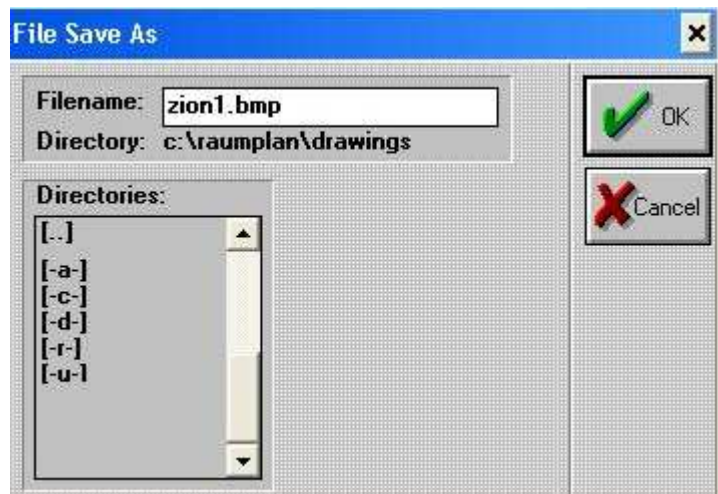 File Save As
Filename: zion1.bmp
Directory: c:\raumplan\drawings
OK
Cancel
Directories:
[..]
[-a-]
[-c-]
[-d-]
[-r-]
[-u-]